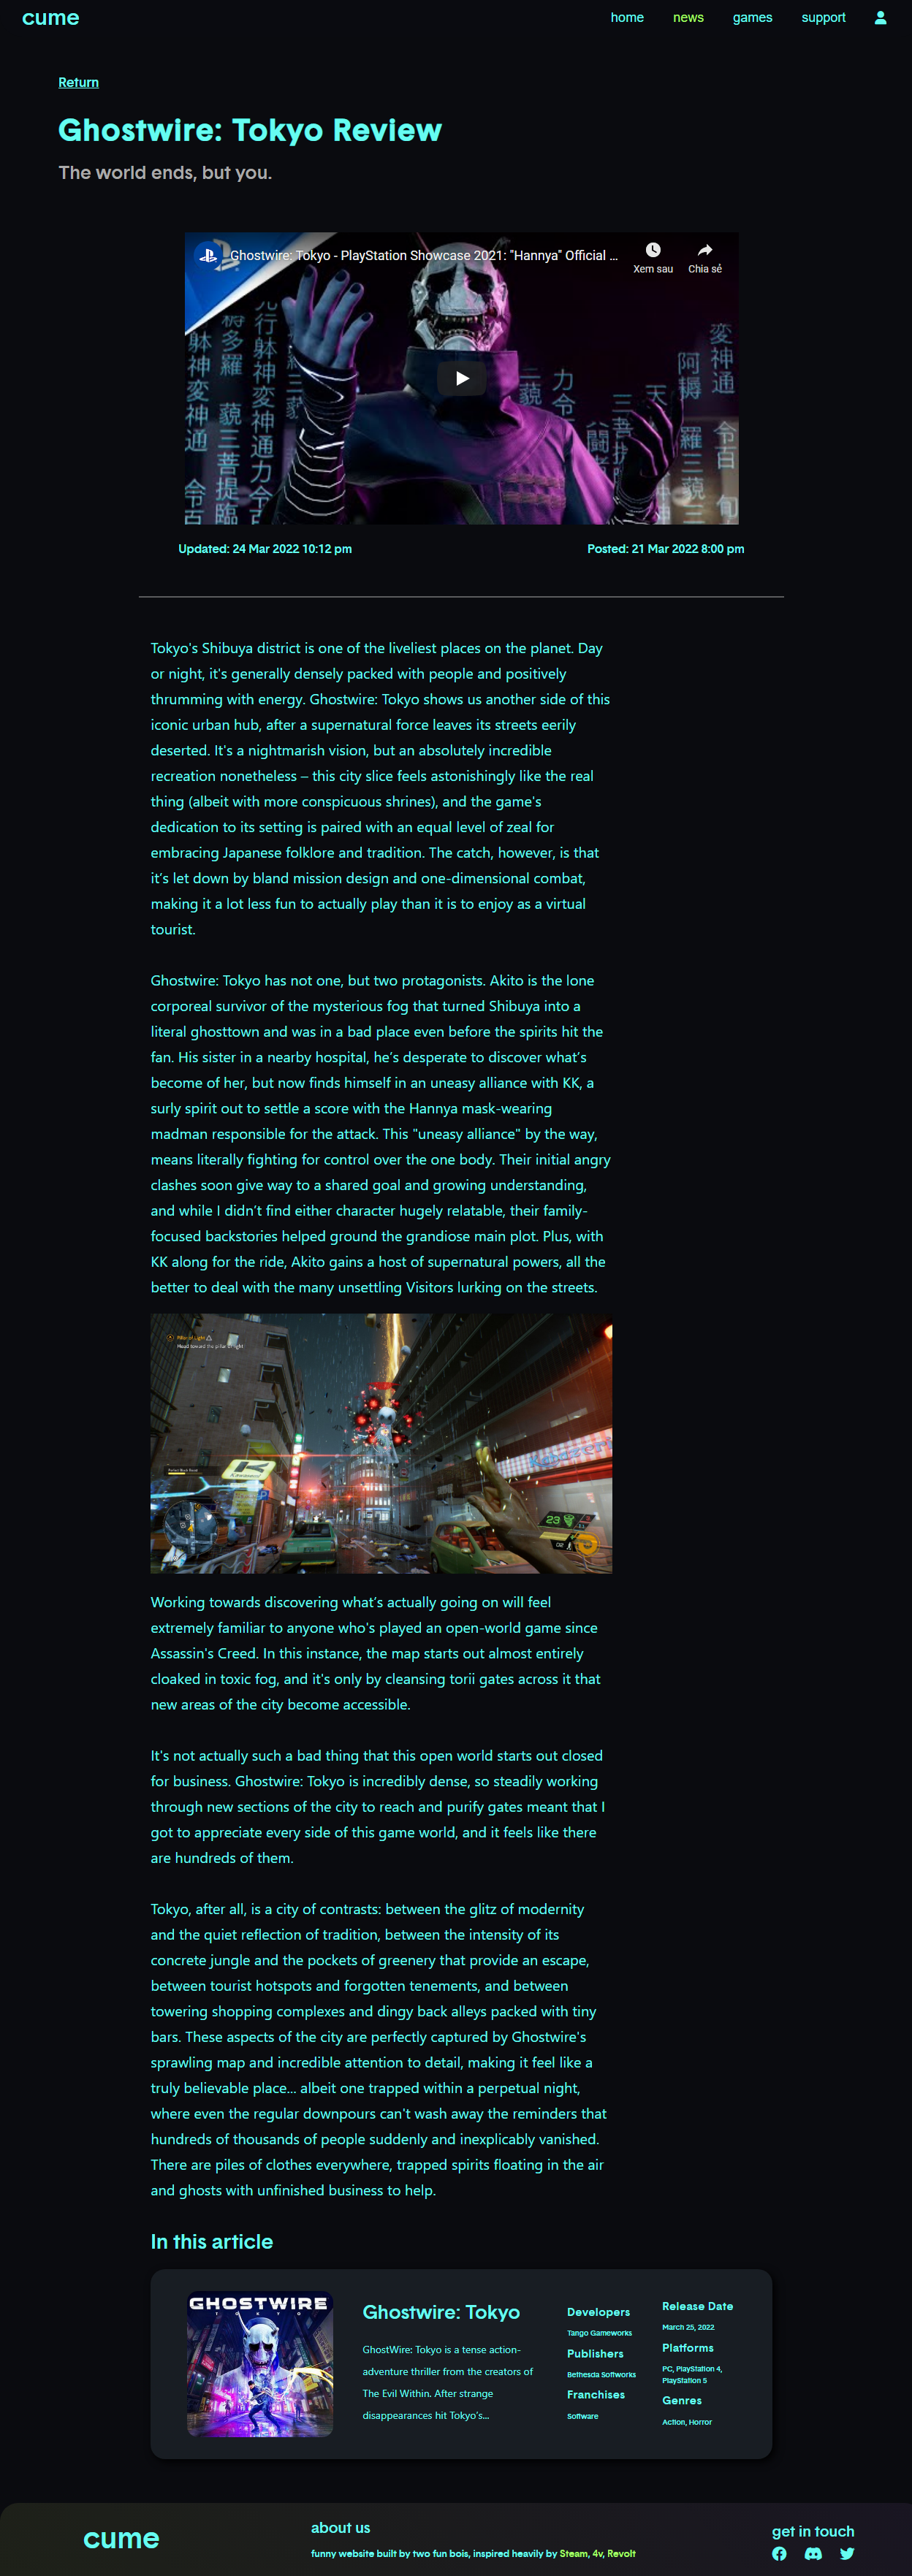 cume
home news games support
Return
Ghostwire: Tokyo Review
The world ends, but you.
Ghostwire: Tokyo - PlayStation Showcase 2021: "Hannya" Official ...
Xem sau Chia sẻ
Updated: 24 Mar 2022 10:12 pm
Posted: 21 Mar 2022 8:00 pm
Tokyo's Shibuya district is one of the liveliest places on the planet. Day
or night, it's generally densely packed with people and positively
thrumming with energy. Ghostwire: Tokyo shows us another side of this
iconic urban hub, after a supernatural force leaves its streets eerily
deserted. It's a nightmarish vision, but an absolutely incredible
recreation nonetheless – this city slice feels astonishingly like the real
thing (albeit with more conspicuous shrines), and the game's
dedication to its setting is paired with an equal level of zeal for
embracing Japanese folklore and tradition. The catch, however, is that
it’s let down by bland mission design and one-dimensional combat,
making it a lot less fun to actually play than it is to enjoy as a virtual
tourist.
Ghostwire: Tokyo has not one, but two protagonists. Akito is the lone
corporeal survivor of the mysterious fog that turned Shibuya into a
literal ghosttown and was in a bad place even before the spirits hit the
fan. His sister in a nearby hospital, he’s desperate to discover what’s
become of her, but now finds himself in an uneasy alliance with KK, a
surly spirit out to settle a score with the Hannya mask-wearing
madman responsible for the attack. This "uneasy alliance" by the way,
means literally fighting for control over the one body. Their initial angry
clashes soon give way to a shared goal and growing understanding,
and while I didn’t find either character hugely relatable, their family-
focused backstories helped ground the grandiose main plot. Plus, with
KK along for the ride, Akito gains a host of supernatural powers, all the
better to deal with the many unsettling Visitors lurking on the streets.
Pillar of Light
Head toward the pillar of light
23
Working towards discovering what’s actually going on will feel
extremely familiar to anyone who's played an open-world game since
Assassin's Creed. In this instance, the map starts out almost entirely
cloaked in toxic fog, and it's only by cleansing torii gates across it that
new areas of the city become accessible.
It's not actually such a bad thing that this open world starts out closed
for business. Ghostwire: Tokyo is incredibly dense, so steadily working
through new sections of the city to reach and purify gates meant that I
got to appreciate every side of this game world, and it feels like there
are hundreds of them.
Tokyo, after all, is a city of contrasts: between the glitz of modernity
and the quiet reflection of tradition, between the intensity of its
concrete jungle and the pockets of greenery that provide an escape,
between tourist hotspots and forgotten tenements, and between
towering shopping complexes and dingy back alleys packed with tiny
bars. These aspects of the city are perfectly captured by Ghostwire's
sprawling map and incredible attention to detail, making it feel like a
truly believable place... albeit one trapped within a perpetual night,
where even the regular downpours can't wash away the reminders that
hundreds of thousands of people suddenly and inexplicably vanished.
There are piles of clothes everywhere, trapped spirits floating in the air
and ghosts with unfinished business to help.
In this article
GHOSTWIRE
TOKYO
Ghostwire: Tokyo
GhostWire: Tokyo is a tense action-
adventure thriller from the creators of
The Evil Within. After strange
disappearances hit Tokyo's...
Developers
Tango Gameworks
Publishers
Bethesda Softworks
Franchises
Software
Release Date
March 25, 2022
Platforms
PC, PlayStation 4,
PlayStation 5
Genres
Action, Horror
cume
about us
funny website built by two fun bois, inspired heavily by Steam, 4v, Revolt
get in touch